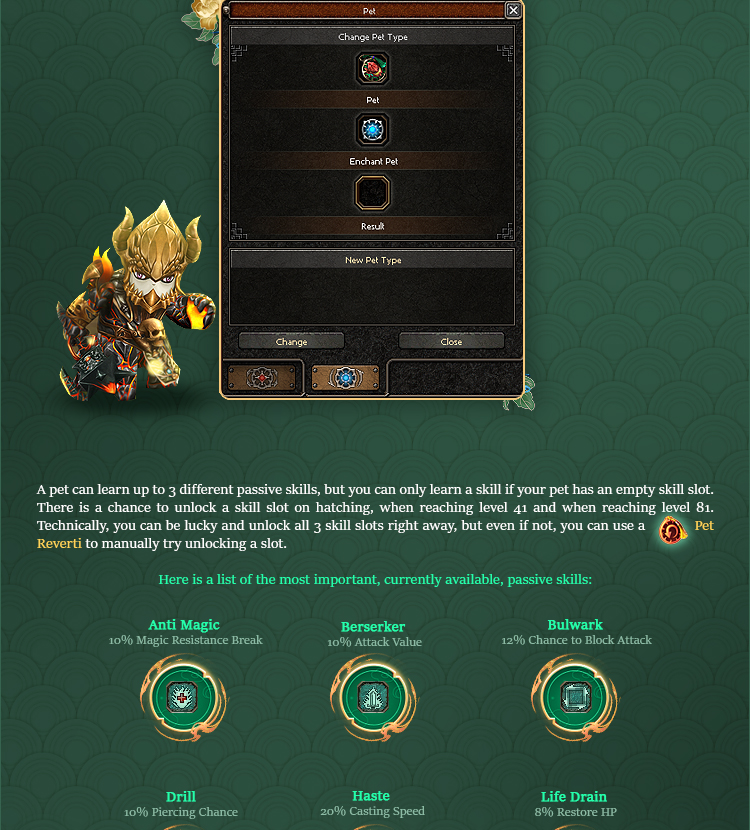 Pet
Change Pet Type
Pet
Enchant Pet
Result
New Pet Type
Change
Close
A pet can learn up to 3 different passive skills, but you can only learn a skill if your pet has an empty skill slot.
There is a chance to unlock a skill slot on hatching, when reaching level 41 and when reaching level 81.
Technically, you can be lucky and unlock all 3 skill slots right away, but even if not, you can use a Pet
Reverti to manually try unlocking a slot.
Here is a list of the most important, currently available, passive skills:
Anti Magic
10% Magic Resistance Break
Berserker
10% Attack Value
Bulwark
12% Chance to Block Attack
Drill
10% Piercing Chance
Haste
20% Casting Speed
Life Drain
8% Restore HP